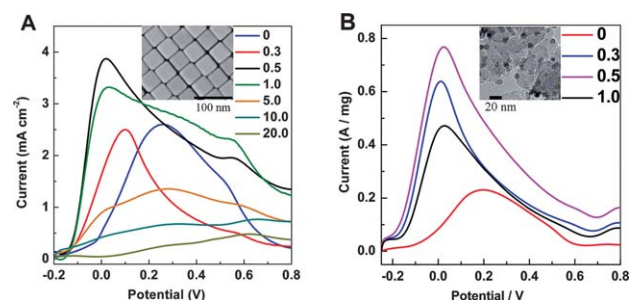 A
Current (mA cm⁻²)
4
3
2
1
0
-0.2 0.0 0.2 0.4 0.6 0.8
Potential (V)
100 nm
0
0.3
0.5
1.0
5.0
10.0
20.0
B
Current (A / mg)
0.8
0.6
0.4
0.2
0.0
-0.2 0.0 0.2 0.4 0.6 0.8
Potential / V
20 nm
0
0.3
0.5
1.0